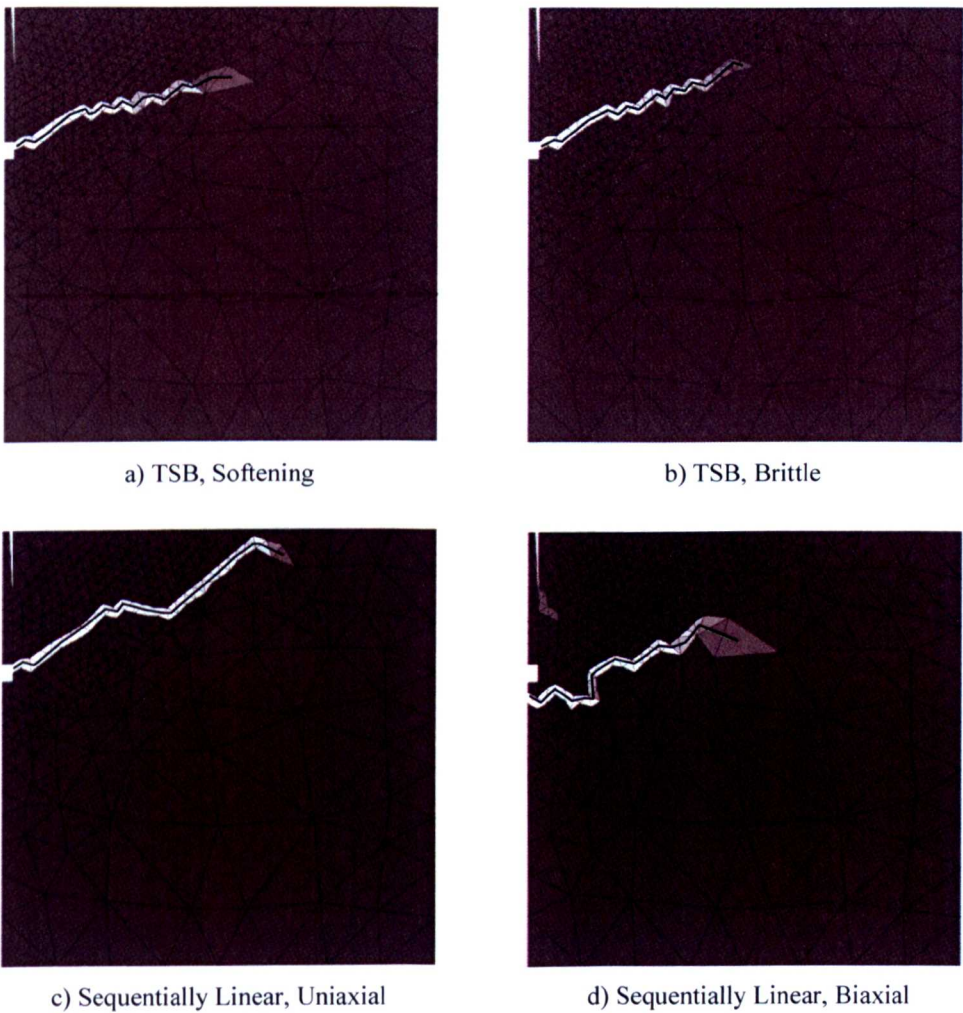 a) TSB, Softening
b) TSB, Brittle
c) Sequentially Linear, Uniaxial
d) Sequentially Linear, Biaxial